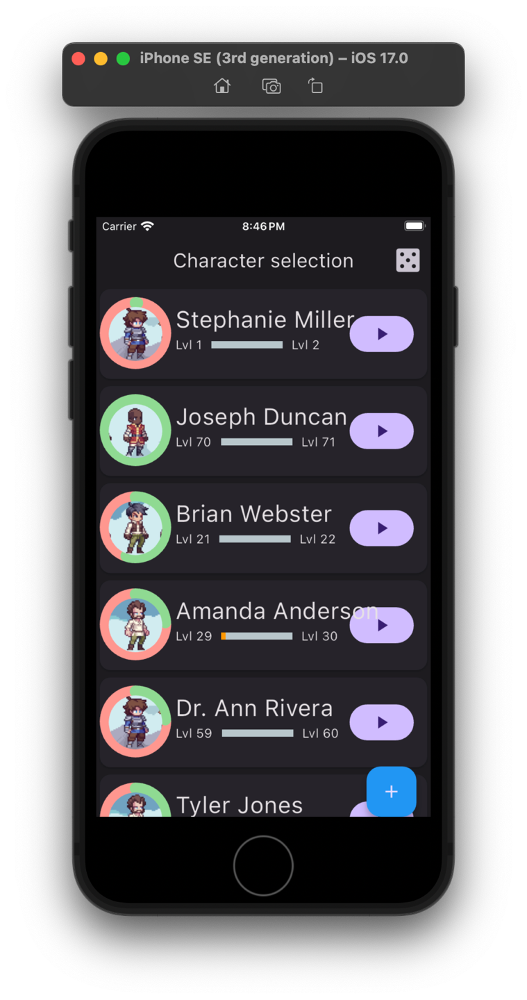 iPhone SE (3rd generation) – iOS 17.0
Carrier 8:46 PM
Character selection
Stephanie Miller
Lvl 1 Lvl 2
Joseph Duncan
Lvl 70 Lvl 71
Brian Webster
Lvl 21 Lvl 22
Amanda Anderson
Lvl 29 Lvl 30
Dr. Ann Rivera
Lvl 59 Lvl 60
Tyler Jones
+